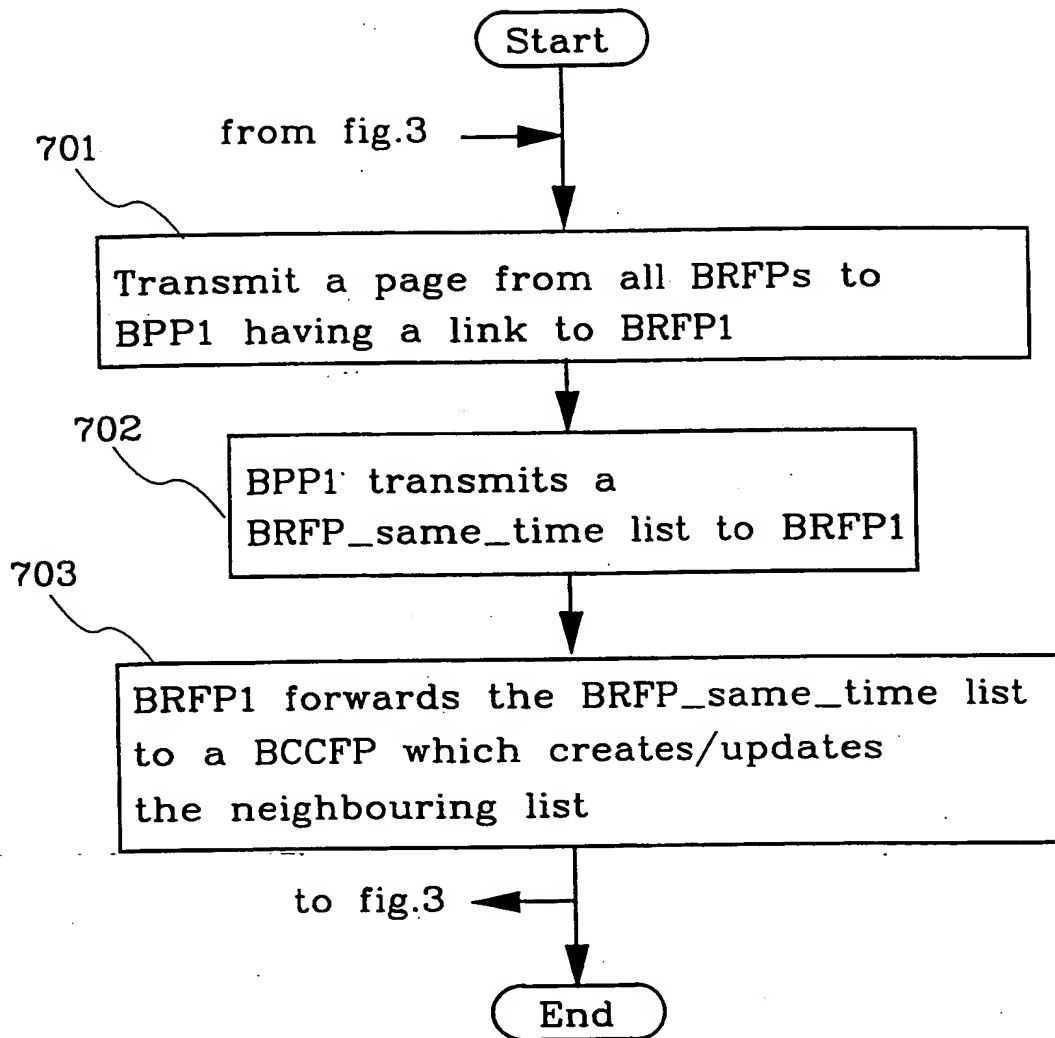 Start
from fig.3
701
Transmit a page from all BRFPs to
BPP1 having a link to BRFP1
702
BPP1 transmits a
BRFP_same_time list to BRFP1
703
BRFP1 forwards the BRFP_same_time list
to a BCCFP which creates/updates
the neighbouring list
to fig.3
End